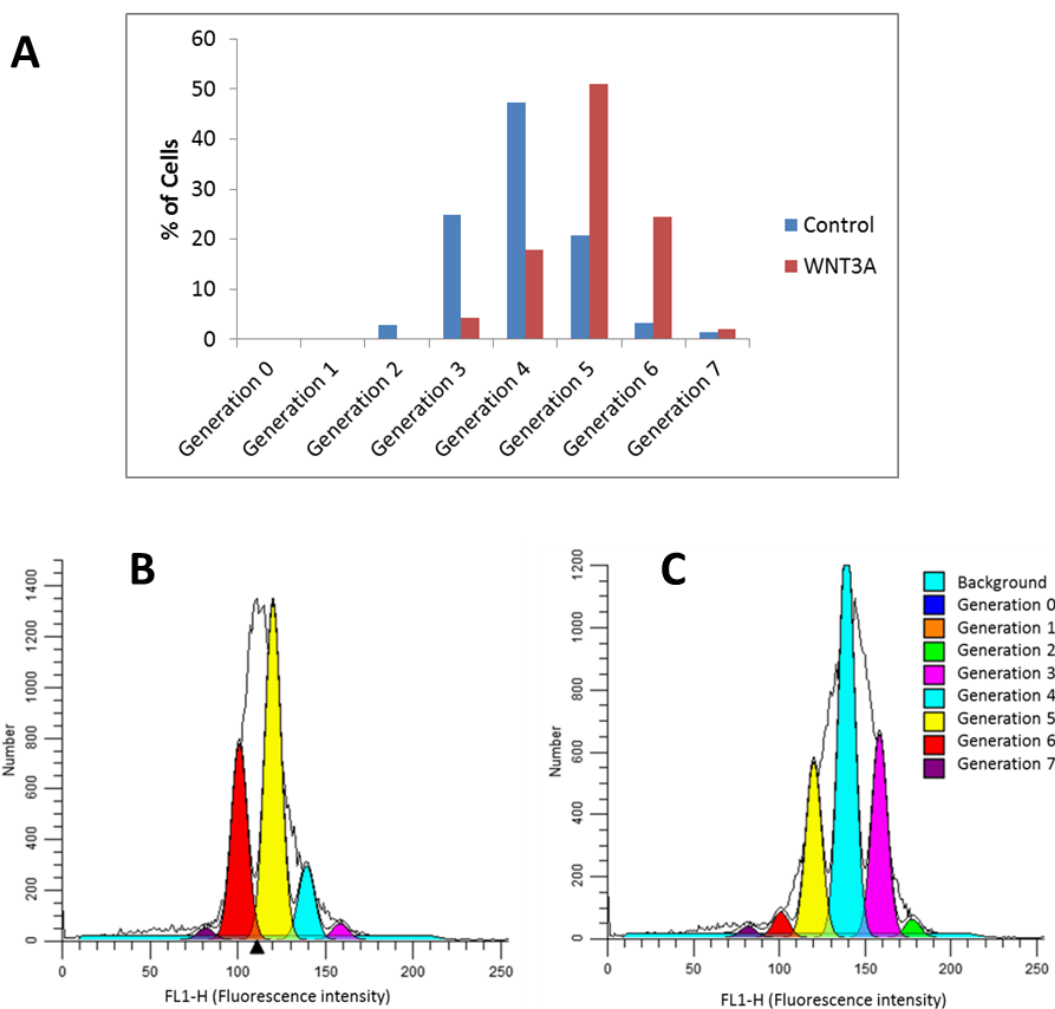 A
60
50
40
30
20
10
0
% of Cells
Generation 0
Generation 1
Generation 2
Generation 3
Generation 4
Generation 5
Generation 6
Generation 7
Control
WNT3A
B
1400
1200
1000
800
600
400
200
0
Number
0 50 100 150 200 250
FL1-H (Fluorescence intensity)
C
1200
1000
800
600
400
200
0
Number
0 50 100 150 200 250
FL1-H (Fluorescence intensity)
Background
Generation 0
Generation 1
Generation 2
Generation 3
Generation 4
Generation 5
Generation 6
Generation 7